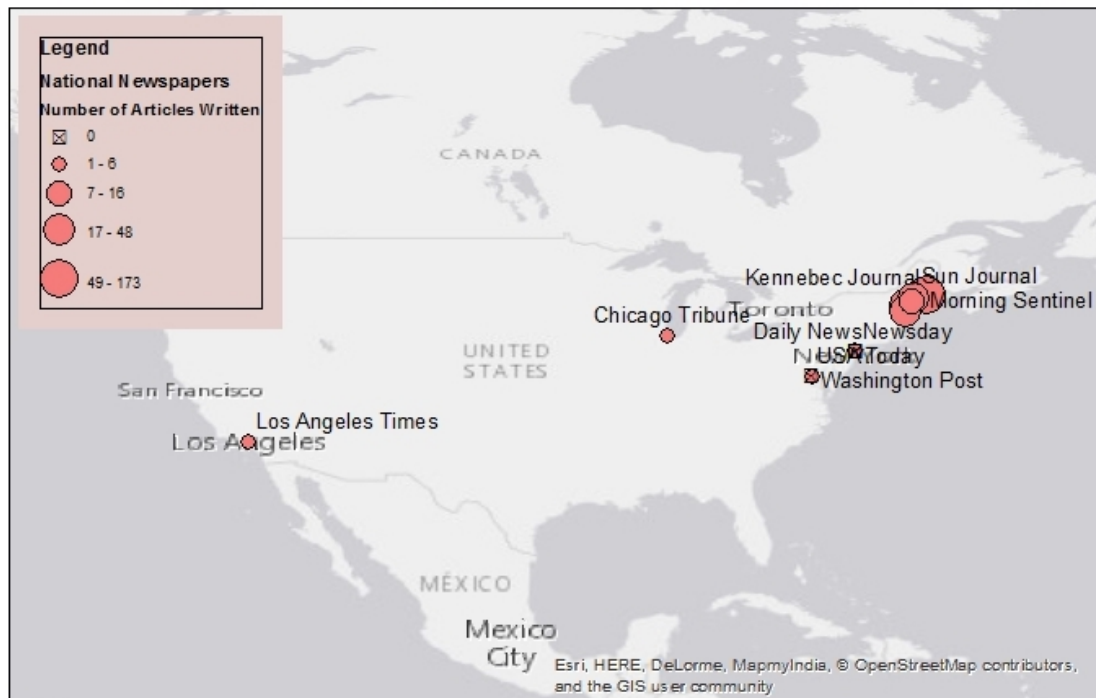 Legend
National Newspapers
Number of Articles Written
0
1 - 6
7 - 16
17 - 48
49 - 173
CANADA
Kennebec Journal
Sun Journal
Morning Sentinel
Toronto
Chicago Tribune
Daily News
Newsday
UNITED
STATES
USA Today
Washington Post
San Francisco
Los Angeles Times
Los Angeles
MÉXICO
Mexico
City
Esri, HERE, DeLorme, MapmyIndia, © OpenStreetMap contributors,
and the GIS user community